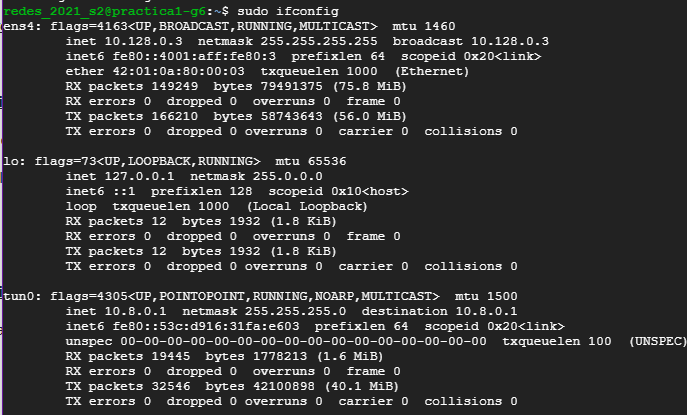 redes_2021_s2@practica1-g6:~$ sudo ifconfig
ens4: flags=4163<UP,BROADCAST,RUNNING,MULTICAST>  mtu 1460
        inet 10.128.0.3  netmask 255.255.255.255  broadcast 10.128.0.3
        inet6 fe80::4001:aff:fe80:3  prefixlen 64  scopeid 0x20<link>
        ether 42:01:0a:80:00:03  txqueuelen 1000  (Ethernet)
        RX packets 149249  bytes 79491375 (75.8 MiB)
        RX errors 0  dropped 0  overruns 0  frame 0
        TX packets 166210  bytes 58743643 (56.0 MiB)
        TX errors 0  dropped 0 overruns 0  carrier 0  collisions 0
lo: flags=73<UP,LOOPBACK,RUNNING>  mtu 65536
        inet 127.0.0.1  netmask 255.0.0.0
        inet6 ::1  prefixlen 128  scopeid 0x10<host>
        loop  txqueuelen 1000  (Local Loopback)
        RX packets 12  bytes 1932 (1.8 KiB)
        RX errors 0  dropped 0  overruns 0  frame 0
        TX packets 12  bytes 1932 (1.8 KiB)
        TX errors 0  dropped 0 overruns 0  carrier 0  collisions 0
tun0: flags=4305<UP,POINTOPOINT,RUNNING,NOARP,MULTICAST>  mtu 1500
        inet 10.8.0.1  netmask 255.255.255.0  destination 10.8.0.1
        inet6 fe80::53c:d916:31fa:e603  prefixlen 64  scopeid 0x20<link>
        unspec 00-00-00-00-00-00-00-00-00-00-00-00-00-00-00-00  txqueuelen 100  (UNSPEC)
        RX packets 19445  bytes 1778213 (1.6 MiB)
        RX errors 0  dropped 0  overruns 0  frame 0
        TX packets 32546  bytes 42100898 (40.1 MiB)
        TX errors 0  dropped 0 overruns 0  carrier 0  collisions 0